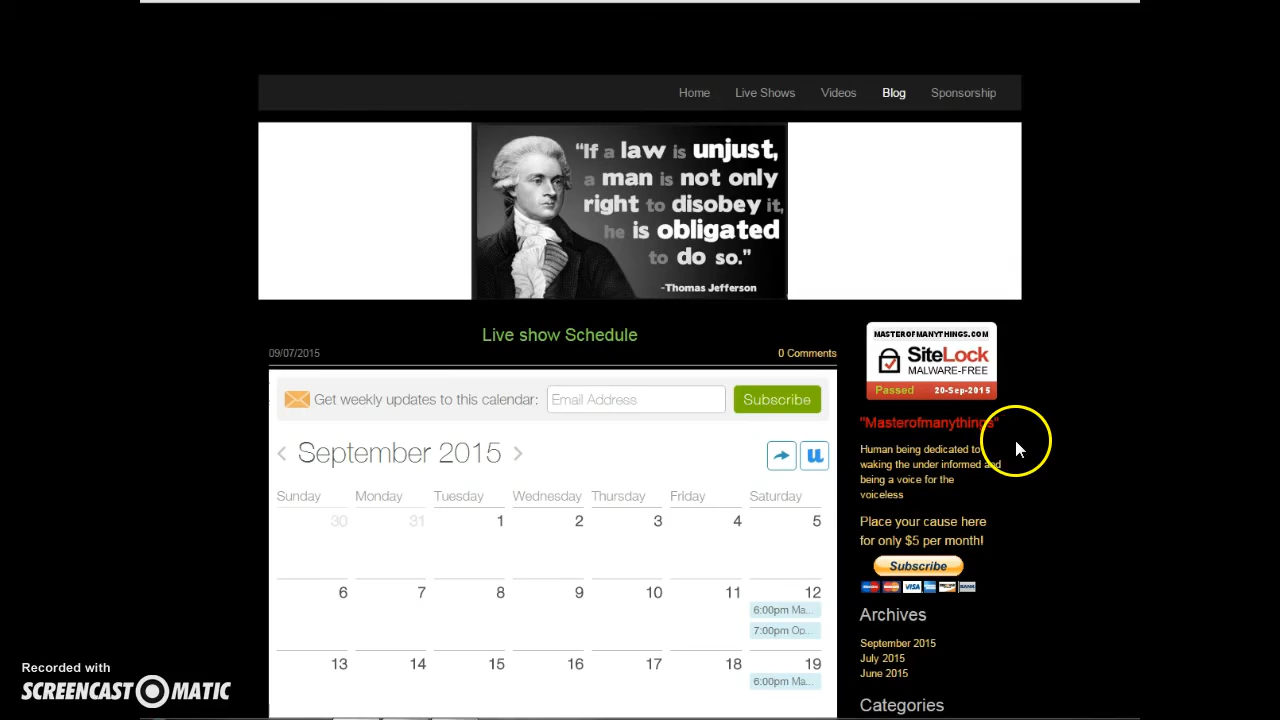 Home Live Shows Videos Blog Sponsorship
“If a law is unjust,
a man is not only
right to disobey it,
he is obligated
to do so."
-Thomas Jefferson
Live show Schedule
09/07/2015 0 Comments
Get weekly updates to this calendar: Email Address Subscribe
September 2015
Sunday Monday Tuesday Wednesday Thursday Friday Saturday
30 31 1 2 3 4 5
6 7 8 9 10 11 12
6:00pm Ma...
7:00pm Op...
13 14 15 16 17 18 19
6:00pm Ma...
MASTEROFMANYTHINGS.COM
SiteLock
MALWARE-FREE
Passed 20-Sep-2015
"Masterofmanythings"
Human being dedicated to
waking the under informed and
being a voice for the
voiceless
Place your cause here
for only $5 per month!
Subscribe
VISA
Archives
September 2015
July 2015
June 2015
Categories
Recorded with
SCREENCAST O MATIC